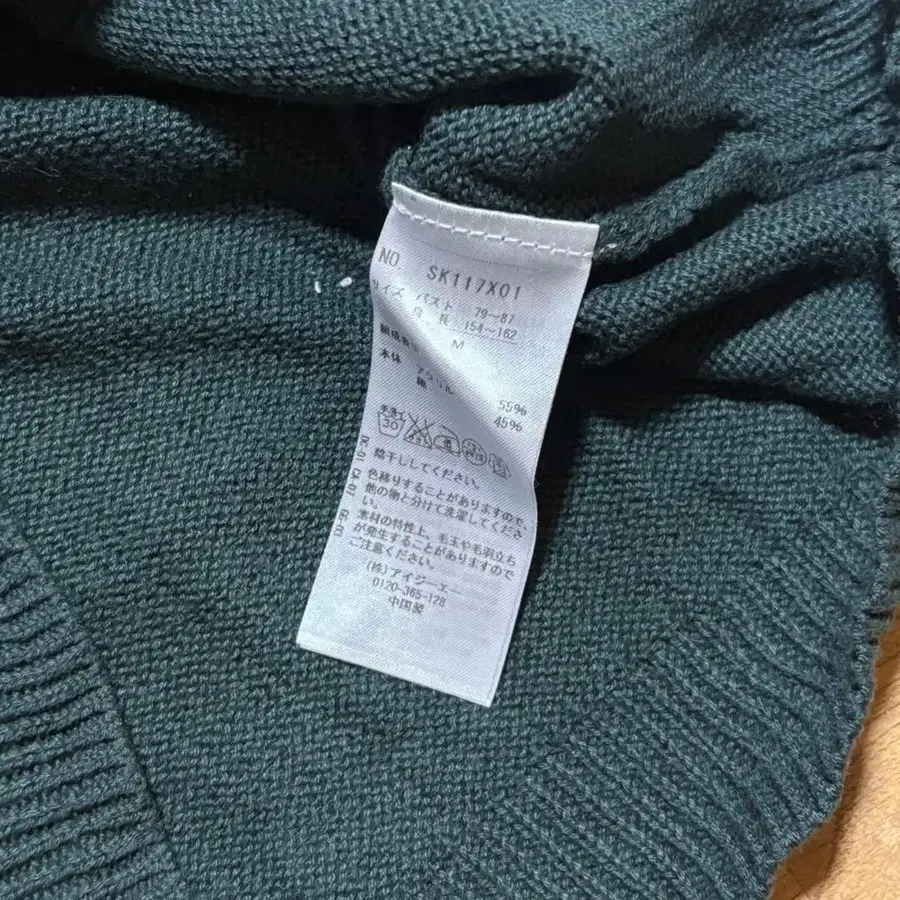 NO. SK117X01
サイズ バスト 79~87
身長 154~162
M
組成表
本体 アクリル 55%
綿 45%
手洗イ
30
陰干ししてください。
色移りすることがありますので、
他の物と分けて洗濯してくださ
い。
素材の特性上、毛玉や毛羽立ち
が発生することがありますので
ご注意ください。
(株)アイジーエー
0120-365-128
中国製